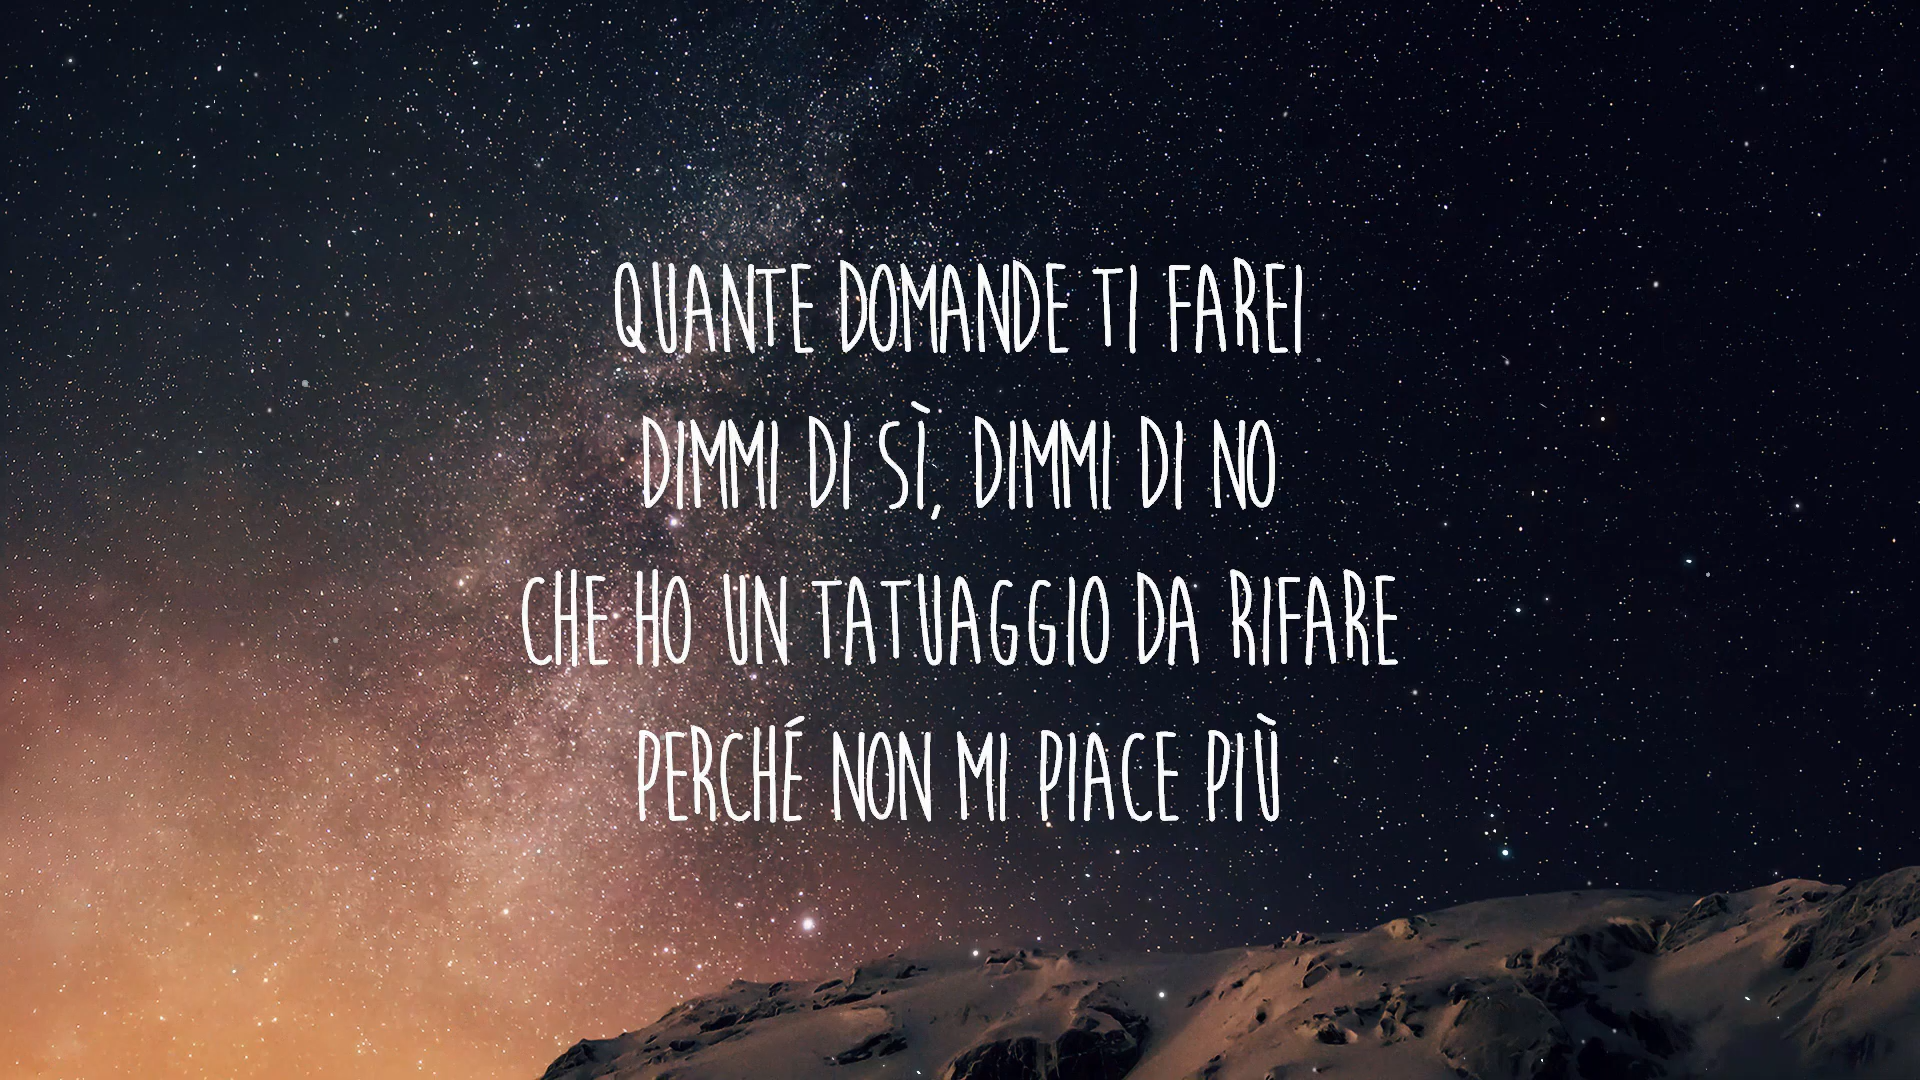 QUANTE DOMANDE TI FAREI
DIMMI DI SÌ, DIMMI DI NO
CHE HO UN TATUAGGIO DA RIFARE
PERCHÉ NON MI PIACE PIÙ